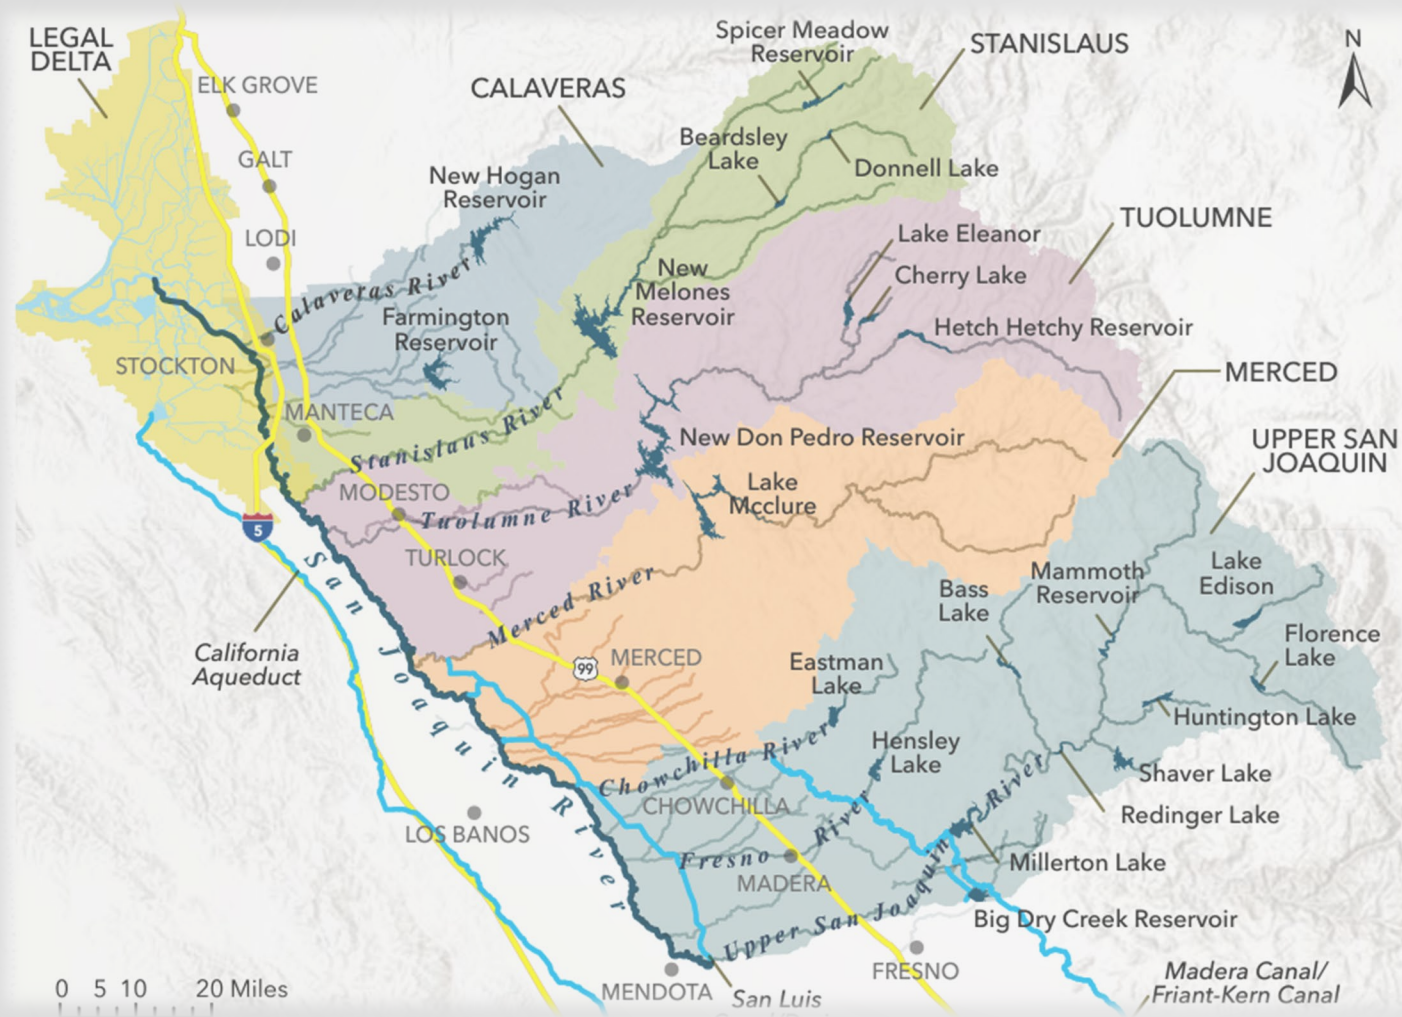 LEGAL
DELTA
ELK GROVE
GALT
LODI
CALAVERAS
Spicer Meadow
Reservoir
STANISLAUS
N
Beardsley
Lake
Donnell Lake
New Hogan
Reservoir
TUOLUMNE
Lake Eleanor
Cherry Lake
Hetch Hetchy Reservoir
New
Melones
Reservoir
Calaveras River
Farmington
Reservoir
STOCKTON
MANTECA
MERCED
Stanislaus River
New Don Pedro Reservoir
UPPER SAN
JOAQUIN
MODESTO
Tuolumne River
Lake
Mcclure
5
TURLOCK
San Joaquin River
Merced River
Bass
Lake
Mammoth
Reservoir
Lake
Edison
Florence
Lake
California
Aqueduct
99
MERCED
Eastman
Lake
Huntington Lake
Hensley
Lake
Chowchilla River
CHOWCHILLA
Shaver Lake
Redinger Lake
LOS BANOS
Fresno River
MADERA
Millerton Lake
Upper San Joaquin River
Big Dry Creek Reservoir
FRESNO
MENDOTA
San Luis
Madera Canal/
Friant-Kern Canal
0 5 10 20 Miles